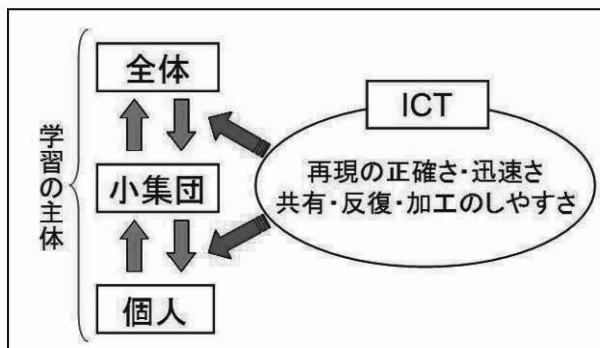 学習の主体
全体
小集団
個人
ICT
再現の正確さ・迅速さ
共有・反復・加工のしやすさ